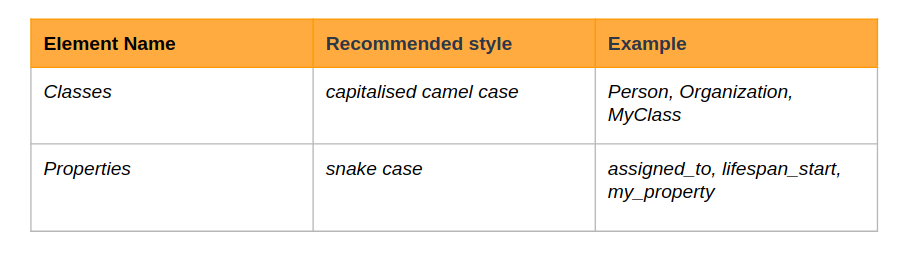 Element Name Recommended style Example
Classes capitalised camel case Person, Organization,
MyClass
Properties snake case assigned_to, lifespan_start,
my_property